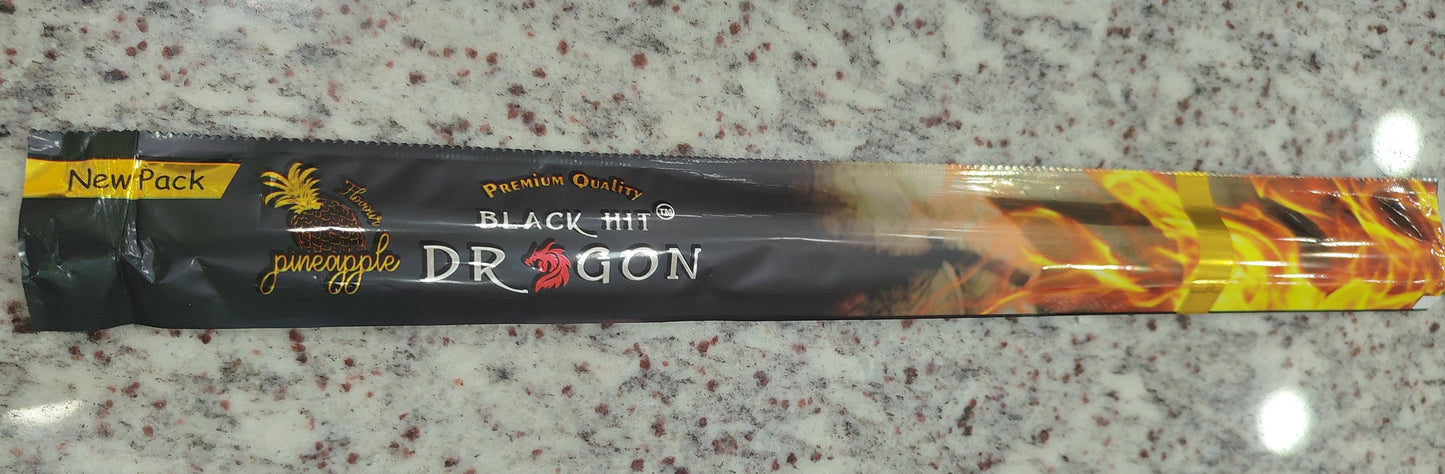 New Pack
Flavour
pineapple
Premium Quality
BLACK HIT™
DRAGON